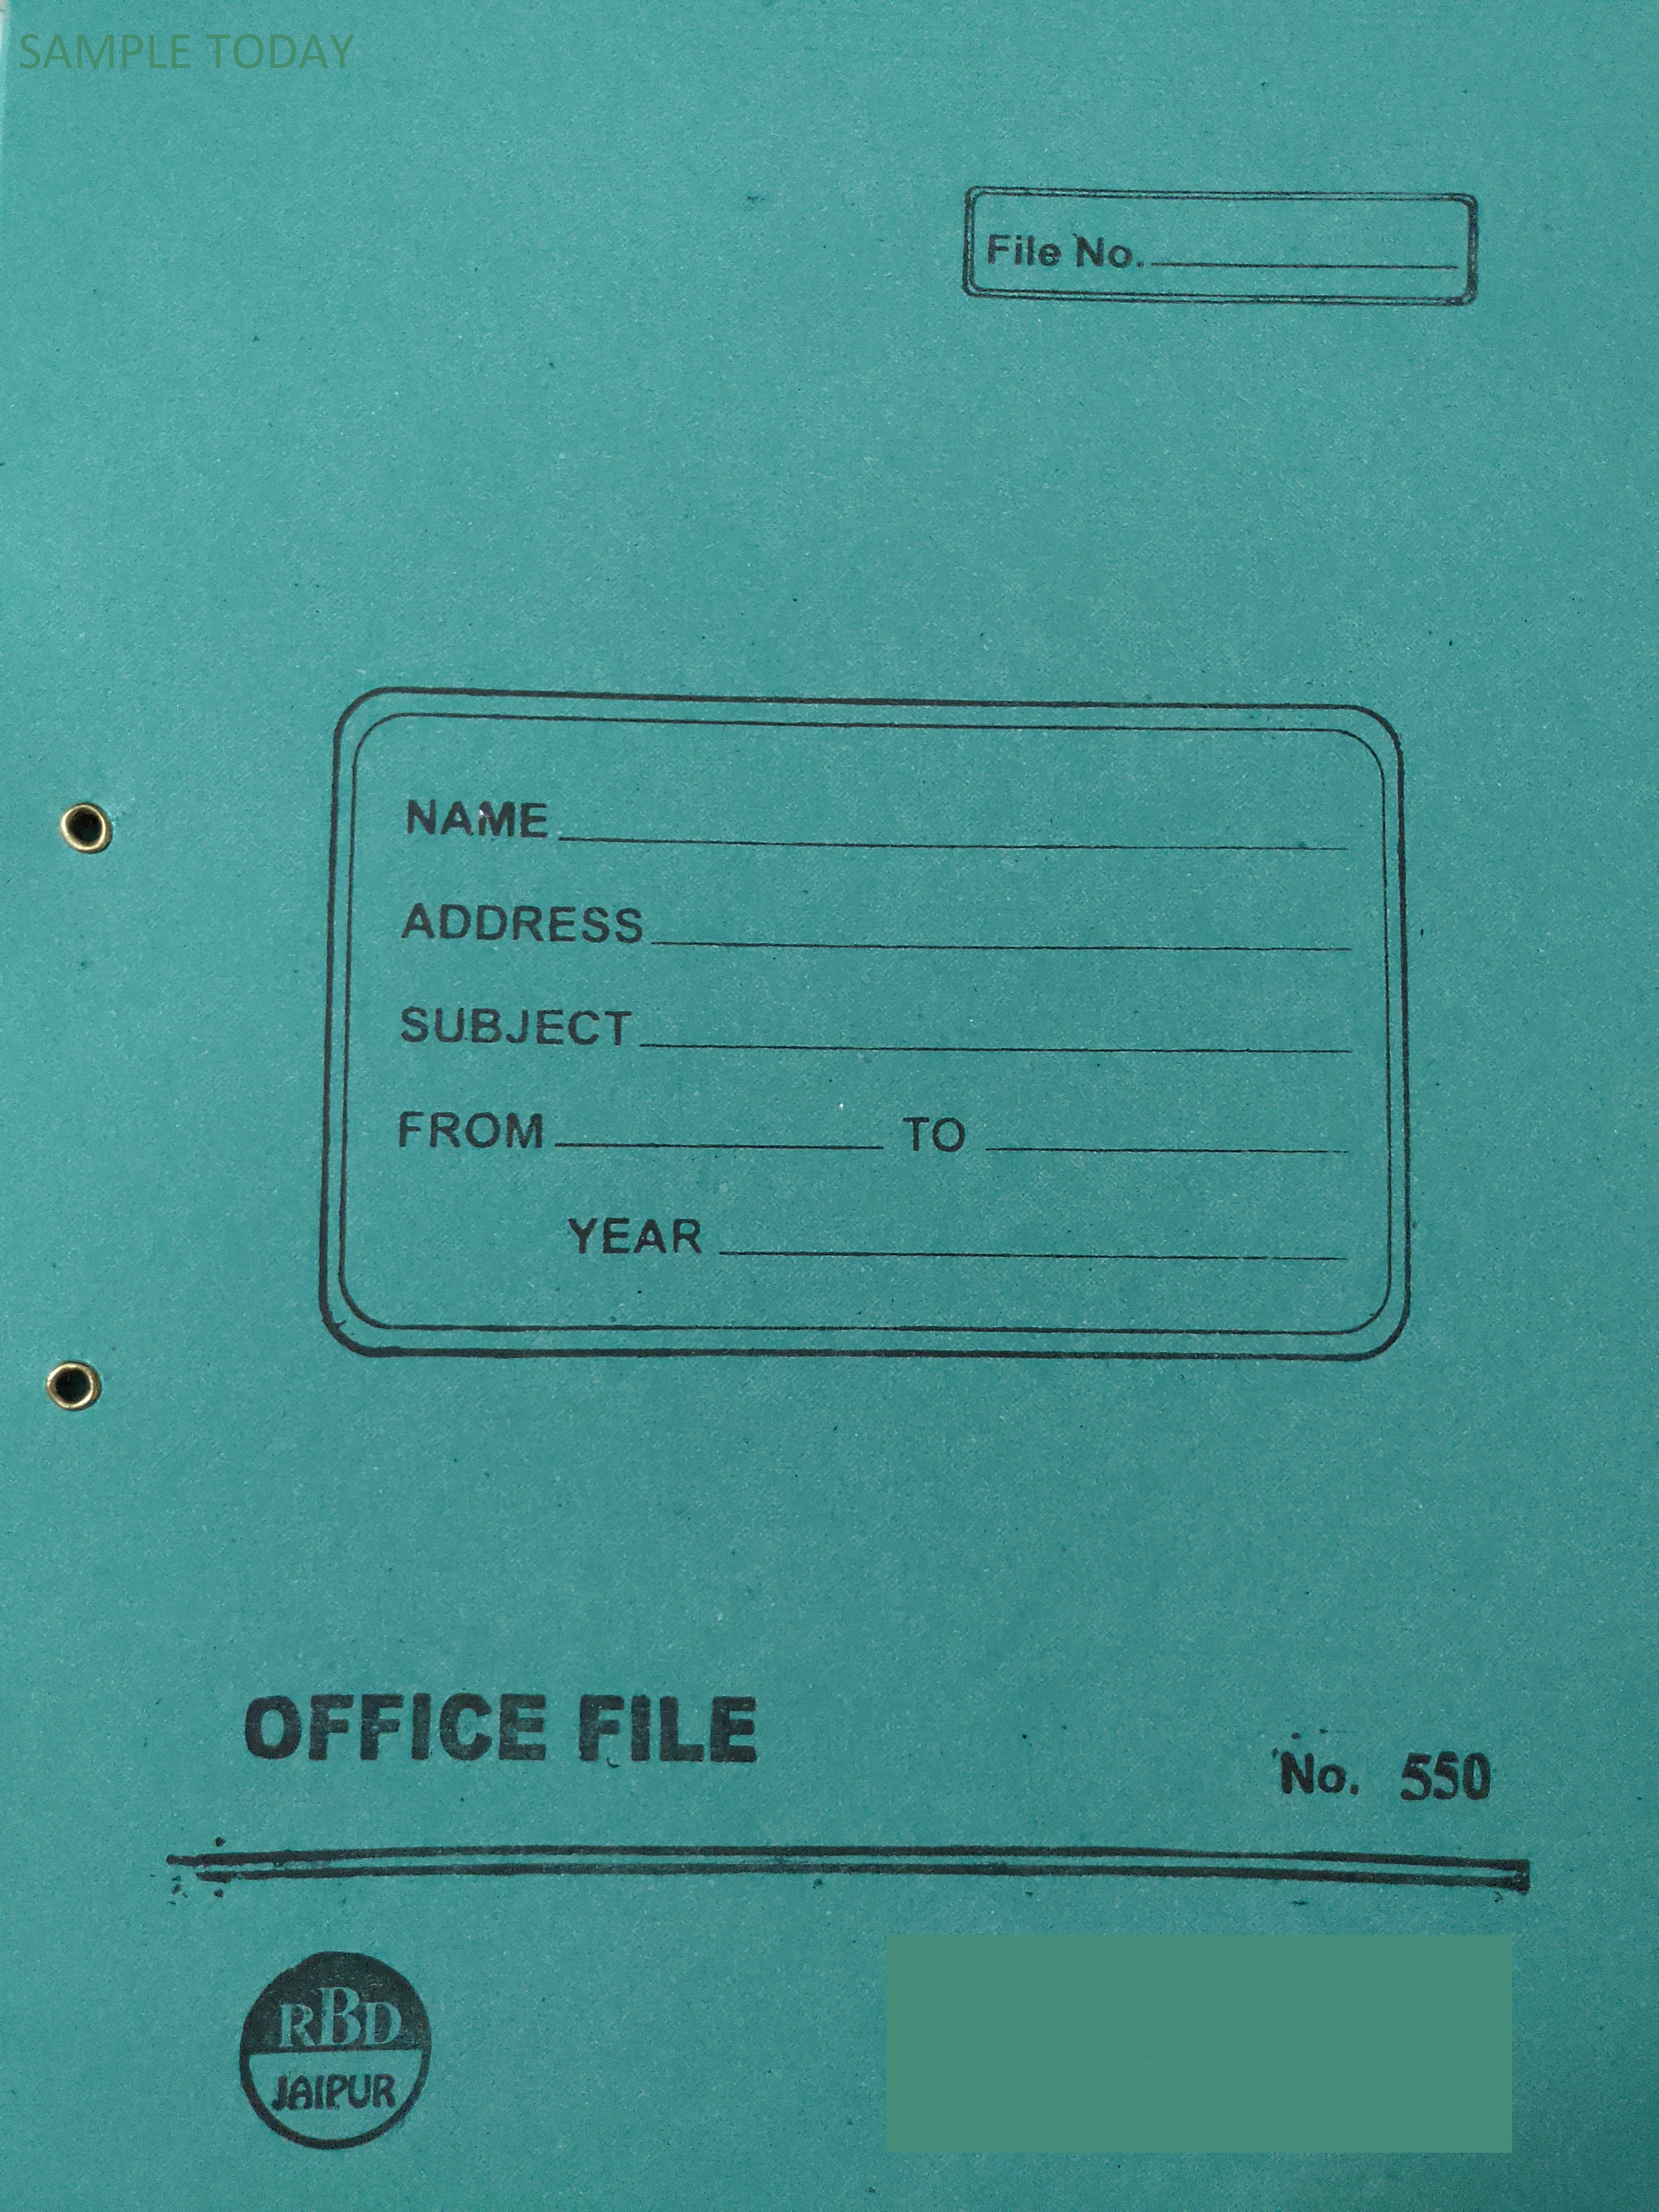 SAMPLE TODAY
File No.
NAME
ADDRESS
SUBJECT
FROM TO
YEAR
OFFICE FILE
No. 550
RBD
JAIPUR